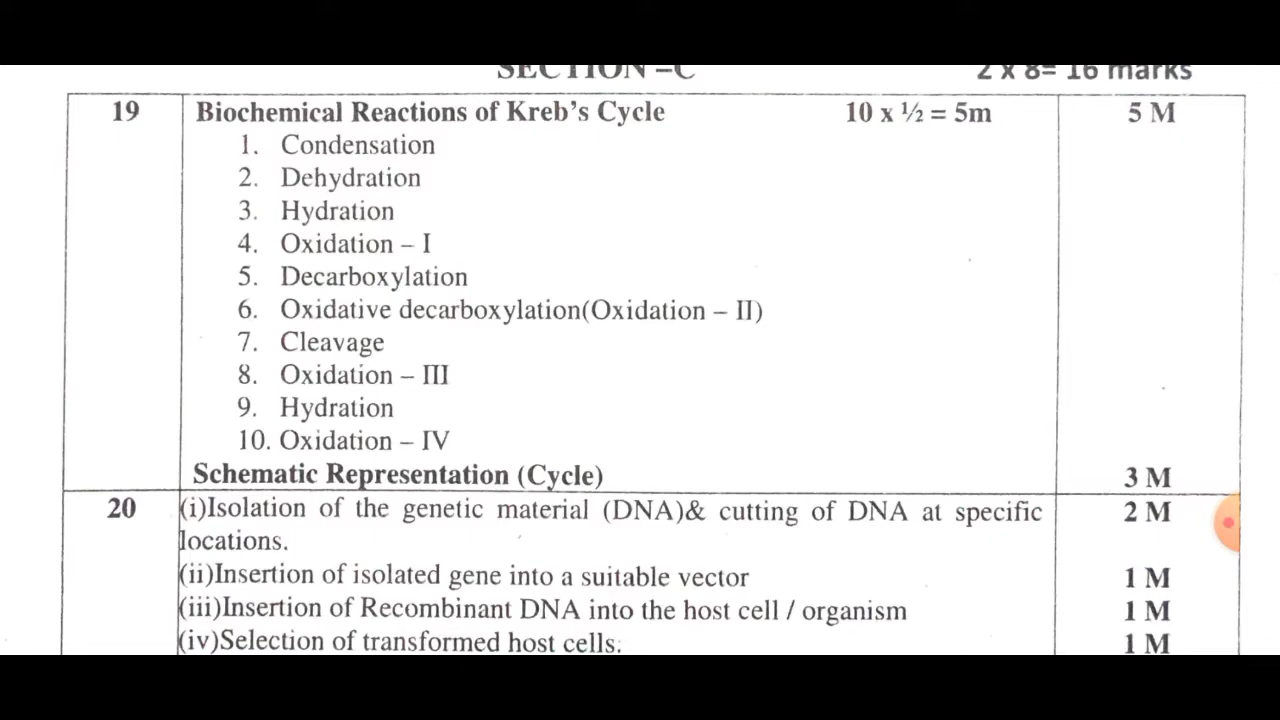 SECTION –C 2 x 8= 16 marks
19 Biochemical Reactions of Kreb's Cycle 10 x ½ = 5m 5 M
1. Condensation
2. Dehydration
3. Hydration
4. Oxidation – I
5. Decarboxylation
6. Oxidative decarboxylation(Oxidation – II)
7. Cleavage
8. Oxidation – III
9. Hydration
10. Oxidation – IV
Schematic Representation (Cycle) 3 M
20 (i)Isolation of the genetic material (DNA)& cutting of DNA at specific 2 M
locations.
(ii)Insertion of isolated gene into a suitable vector 1 M
(iii)Insertion of Recombinant DNA into the host cell / organism 1 M
(iv)Selection of transformed host cells. 1 M